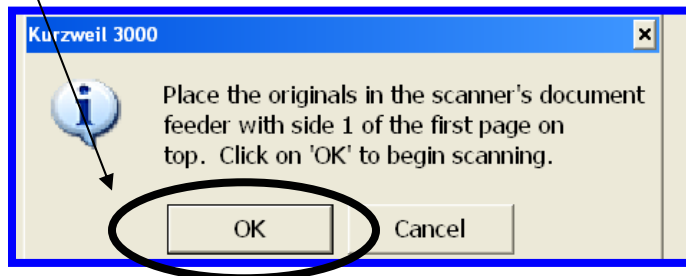 Kurzweil 3000
Place the originals in the scanner's document
feeder with side 1 of the first page on
top. Click on 'OK' to begin scanning.
OK Cancel